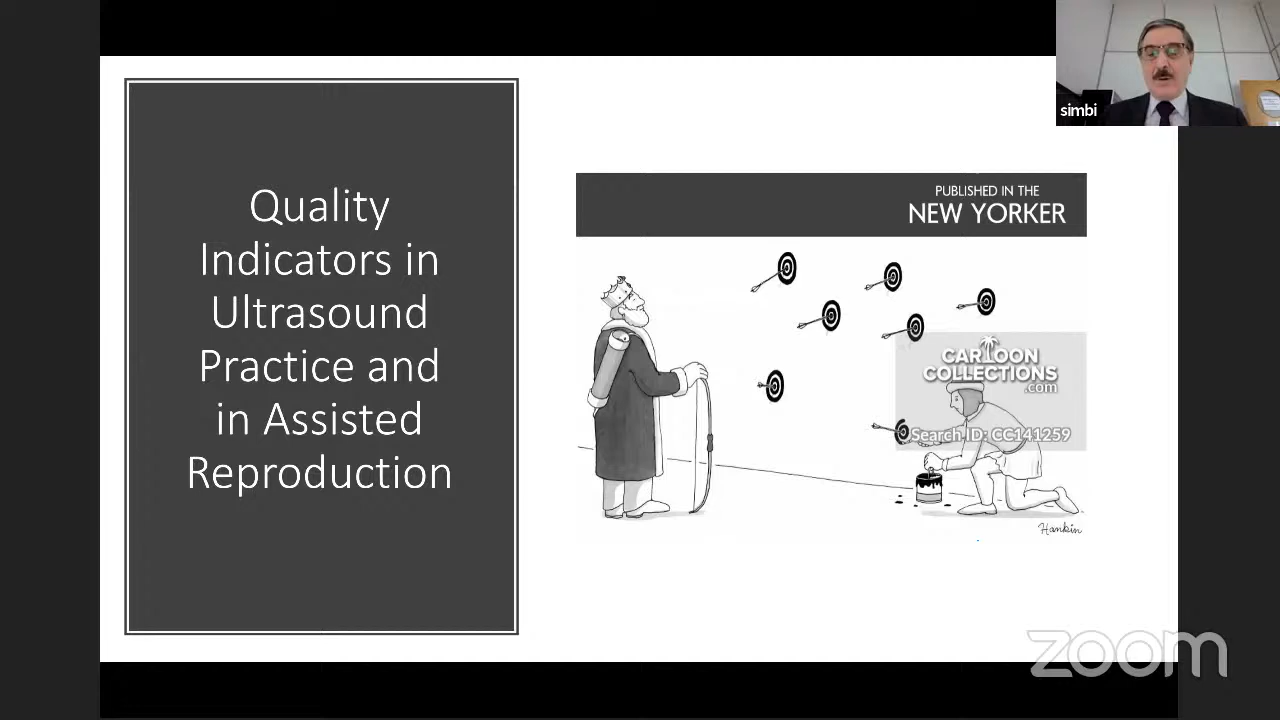 Quality
Indicators in
Ultrasound
Practice and
in Assisted
Reproduction
PUBLISHED IN THE
NEW YORKER
CARTOON
COLLECTIONS
.com
Search ID: CC141259
Hankin
simbi
zoom